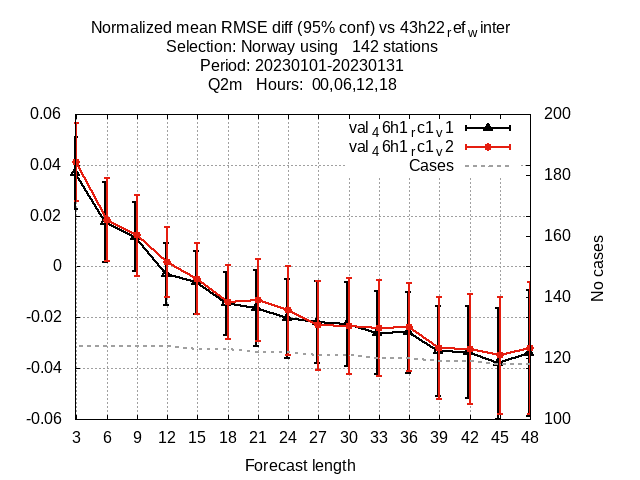 Normalized mean RMSE diff (95% conf) vs 43h22refwinter
Selection: Norway using 142 stations
Period: 20230101-20230131
Q2m Hours: 00,06,12,18
0.06
0.04
0.02
0
-0.02
-0.04
-0.06
200
180
160
140
120
100
No cases
val46h1rc1v1
val46h1rc1v2
Cases
3 6 9 12 15 18 21 24 27 30 33 36 39 42 45 48
Forecast length